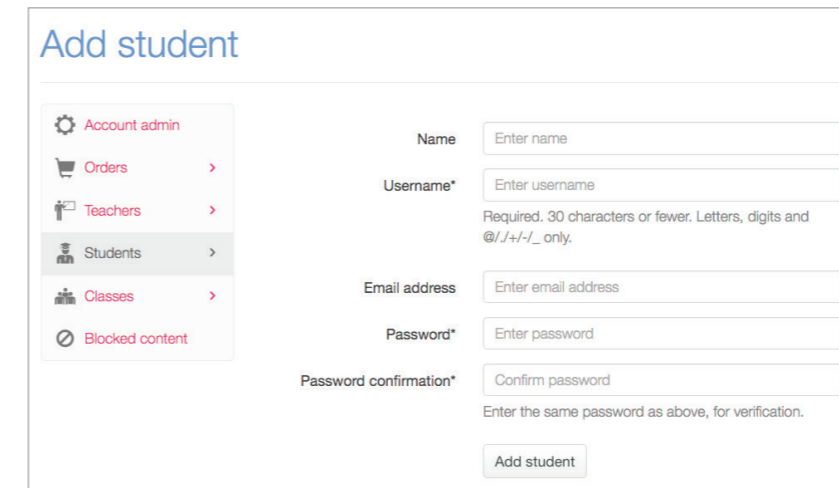 Add student
Account admin
Orders
Teachers
Students
Classes
Blocked content
Name
Enter name
Username*
Enter username
Required. 30 characters or fewer. Letters, digits and
@/./+/-/_ only.
Email address
Enter email address
Password*
Enter password
Password confirmation*
Confirm password
Enter the same password as above, for verification.
Add student